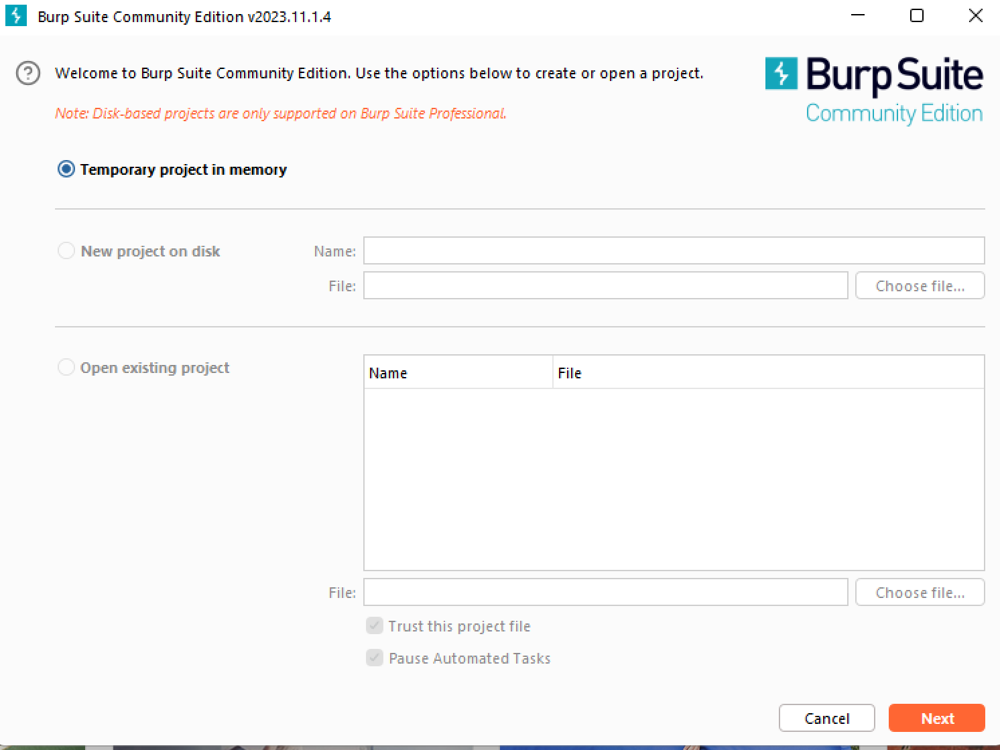 Burp Suite Community Edition v2023.11.1.4
Welcome to Burp Suite Community Edition. Use the options below to create or open a project.
Burp Suite
Community Edition
Note: Disk-based projects are only supported on Burp Suite Professional.
Temporary project in memory
New project on disk
Name:
File:
Choose file...
Open existing project
Name
File
File:
Choose file...
Trust this project file
Pause Automated Tasks
Cancel
Next